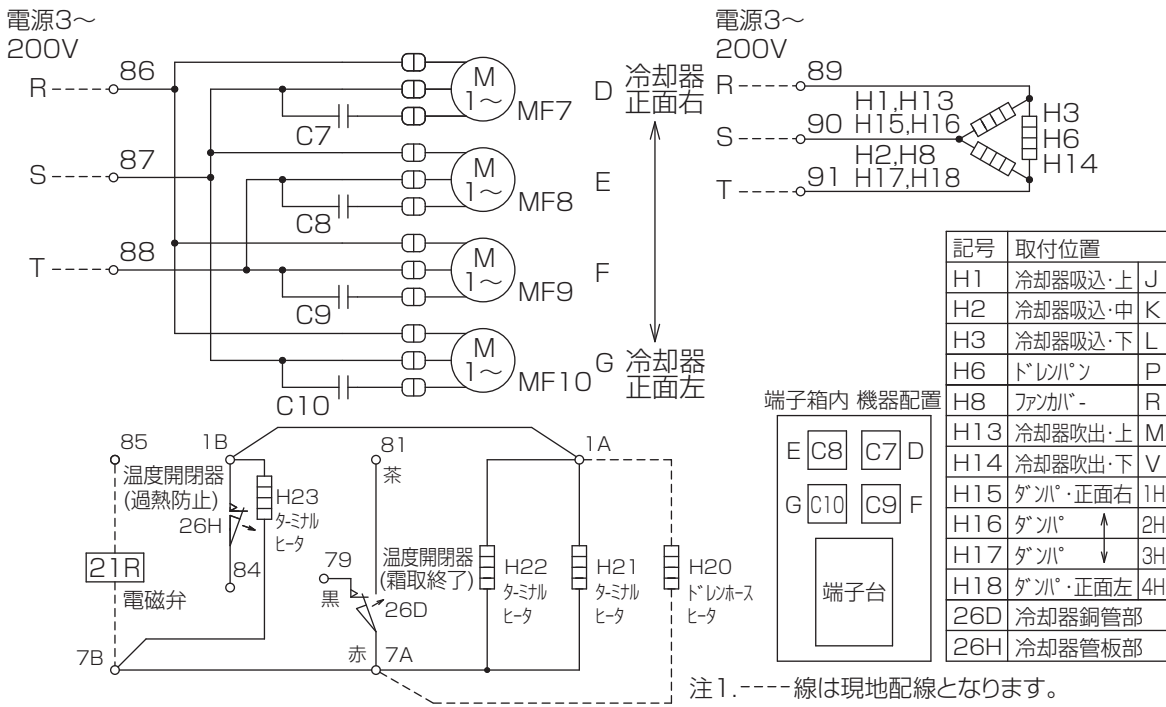 電源3～
200V
R
86
S
87
T
88
C7
C8
C9
C10
M
1～
MF7
M
1～
MF8
M
1～
MF9
M
1～
MF10
D
冷却器
正面右
E
F
G
冷却器
正面左
電源3～
200V
R
89
S
90
T
91
H1,H13
H15,H16
H2,H8
H17,H18
H3
H6
H14
記号 取付位置
H1 冷却器吸込･上 J
H2 冷却器吸込･中 K
H3 冷却器吸込･下 L
H6 ﾄﾞﾚﾝﾊﾟﾝ P
H8 ﾌｧﾝｶﾊﾞｰ R
H13 冷却器吹出･上 M
H14 冷却器吹出･下 V
H15 ﾀﾞﾝﾊﾟ･正面右 1H
H16 ﾀﾞﾝﾊﾟ 2H
H17 ﾀﾞﾝﾊﾟ 3H
H18 ﾀﾞﾝﾊﾟ･正面左 4H
26D 冷却器銅管部
26H 冷却器管板部
端子箱内 機器配置
E C8 C7 D
G C10 C9 F
端子台
85
1B
81
茶
1A
温度開閉器
(過熱防止)
26H
H23
ﾀｰﾐﾅﾙ
ﾋｰﾀ
84
21R
電磁弁
79
黒
温度開閉器
(霜取終了)
26D
H22
ﾀｰﾐﾅﾙ
ﾋｰﾀ
H21
ﾀｰﾐﾅﾙ
ﾋｰﾀ
H20
ﾄﾞﾚﾝﾎｰｽ
ﾋｰﾀ
7B
赤
7A
注1.----線は現地配線となります。